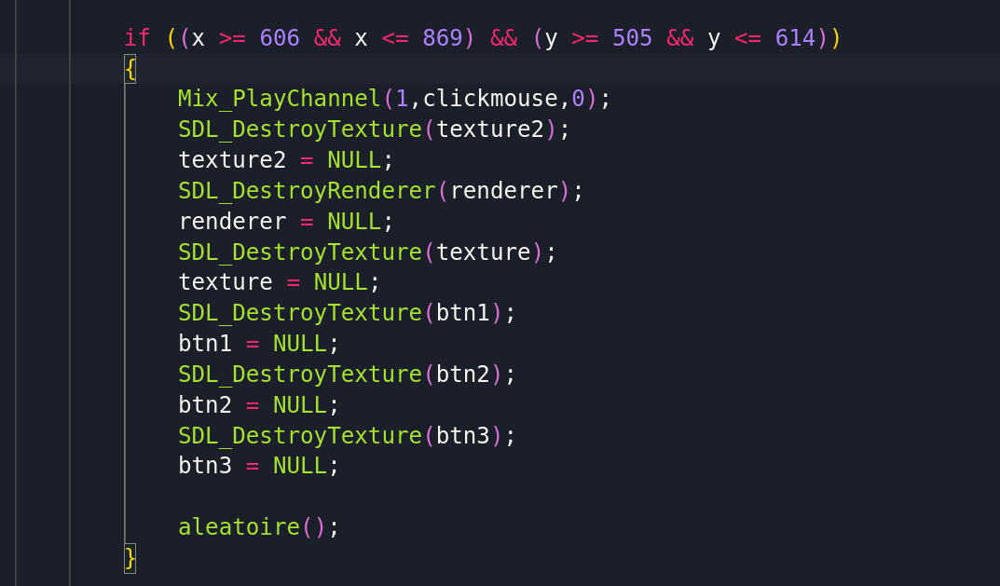 if ((x >= 606 && x <= 869) && (y >= 505 && y <= 614))
{
Mix_PlayChannel(1,clickmouse,0);
SDL_DestroyTexture(texture2);
texture2 = NULL;
SDL_DestroyRenderer(renderer);
renderer = NULL;
SDL_DestroyTexture(texture);
texture = NULL;
SDL_DestroyTexture(btn1);
btn1 = NULL;
SDL_DestroyTexture(btn2);
btn2 = NULL;
SDL_DestroyTexture(btn3);
btn3 = NULL;
aleatoire();
}